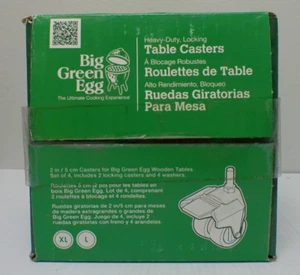 Big
Green
Egg
The Ultimate Cooking Experience
Heavy-Duty, Locking
Table Casters
À Blocage Robustes
Roulettes de Table
Alto Rendimiento, Bloqueo
Ruedas Giratorias
Para Mesa
2 in / 5 cm Casters for Big Green Egg Wooden Tables.
Set of 4, includes 2 locking casters and 4 washers.
Roulettes 5 cm (2 po) pour les tables en
bois Big Green Egg. Lot de 4, comprenant
2 roulettes à blocage et 4 rondelles.
Ruedas giratorias de 2 in/5 cm para mesas
de madera
o grandes de
Big Green Egg. Juego de 4, incluye 2
ruedas giratorias con freno y 4 arandelas.
XL
L